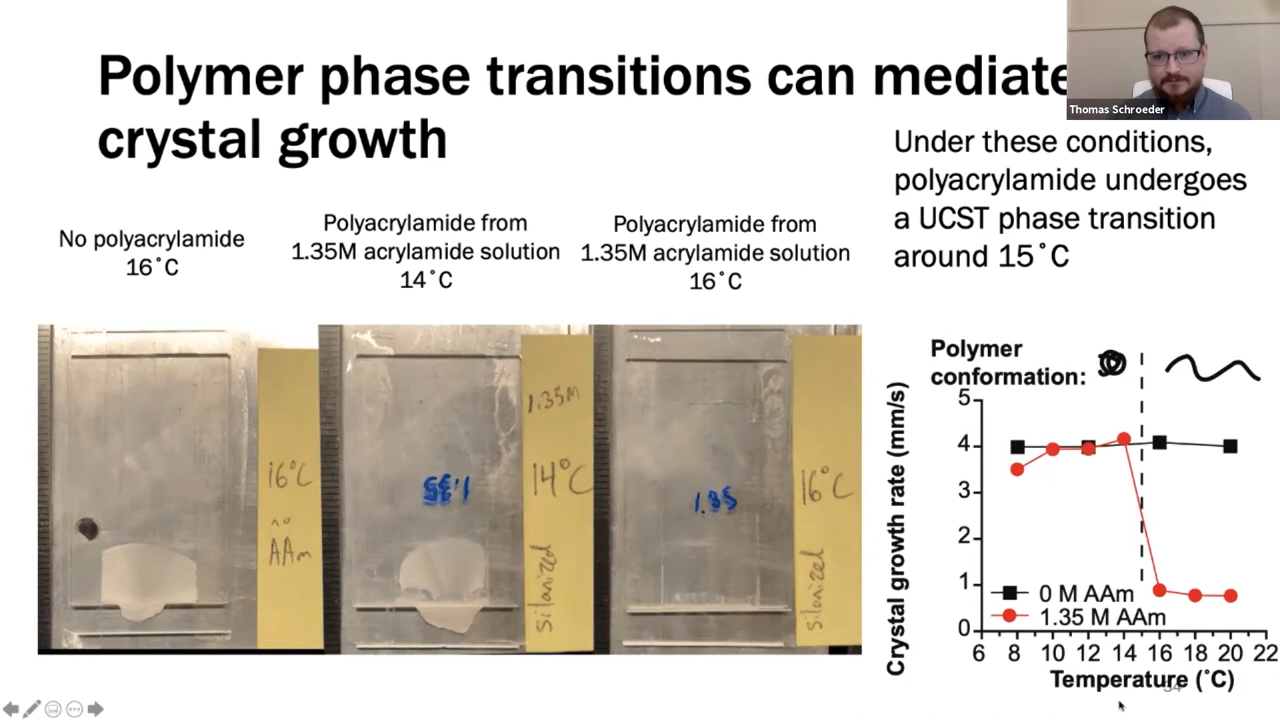 Polymer phase transitions can mediate
crystal growth
Thomas Schroeder
Under these conditions,
polyacrylamide undergoes
a UCST phase transition
around 15˚C
No polyacrylamide
16˚C
Polyacrylamide from
1.35M acrylamide solution
14˚C
Polyacrylamide from
1.35M acrylamide solution
16˚C
16°C
no
AAm
1.35
1.35M
14°C
silanized
1.35
16°C
silanized
Polymer
conformation:
Crystal growth rate (mm/s)
5
4
3
2
1
0
0 M AAm
1.35 M AAm
6 8 10 12 14 16 18 20 22
Temperature (˚C)